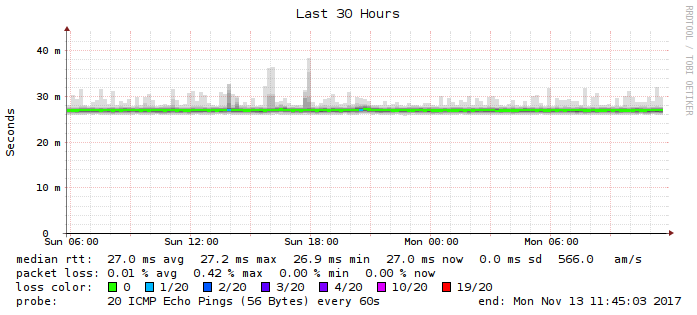 Last 30 Hours
RRDTOOL / TOBI OETIKER
Seconds
40 m
30 m
20 m
10 m
0
Sun 06:00 Sun 12:00 Sun 18:00 Mon 00:00 Mon 06:00
median rtt: 27.0 ms avg 27.2 ms max 26.9 ms min 27.0 ms now 0.0 ms sd 566.0 am/s
packet loss: 0.01 % avg 0.42 % max 0.00 % min 0.00 % now
loss color: 0 1/20 2/20 3/20 4/20 10/20 19/20
probe: 20 ICMP Echo Pings (56 Bytes) every 60s end: Mon Nov 13 11:45:03 2017